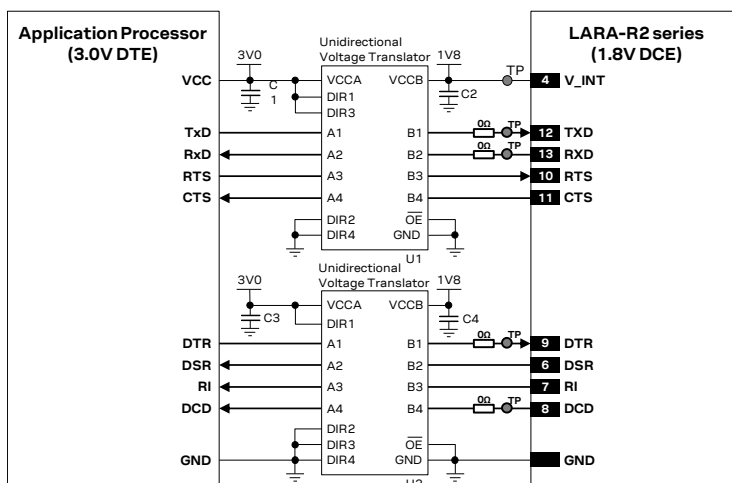 Application Processor
(3.0V DTE)
LARA-R2 series
(1.8V DCE)
Unidirectional
Voltage Translator
3V0
1V8
TP
VCC
C
1
VCCA
VCCB
C2
4
V_INT
DIR1
DIR3
0Ω
TP
TxD
A1
B1
12
TXD
0Ω
TP
RxD
A2
B2
13
RXD
RTS
A3
B3
10
RTS
CTS
A4
B4
11
CTS
DIR2
OE
DIR4
GND
U1
Unidirectional
Voltage Translator
3V0
1V8
VCCA
VCCB
C3
C4
DIR1
0Ω
TP
DTR
A1
B1
9
DTR
DSR
A2
B2
6
DSR
RI
A3
B3
7
RI
0Ω
TP
DCD
A4
B4
8
DCD
DIR2
DIR3
OE
GND
DIR4
GND
GND